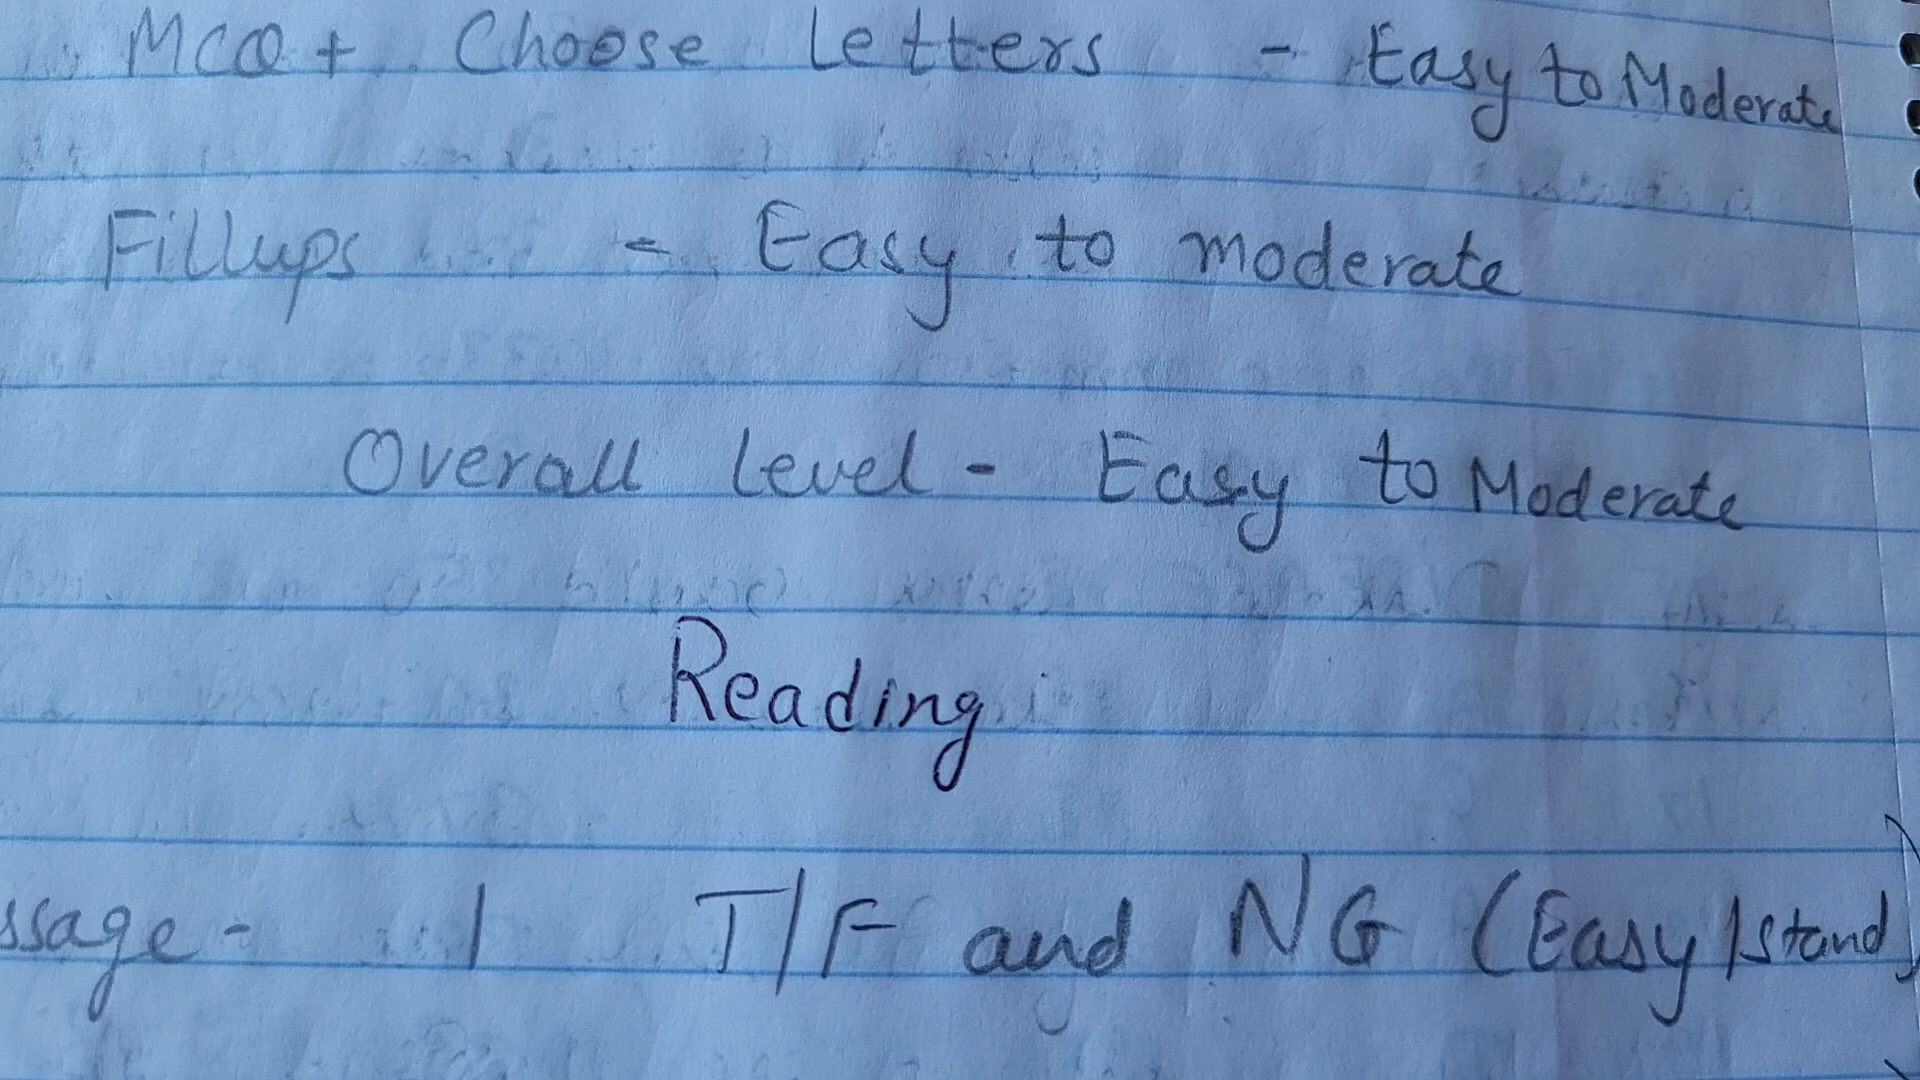 MCQ + Choose Letters - Easy to Moderate
Fillups - Easy to moderate
Overall Level - Easy to Moderate
Reading
ssage - 1 T/F and NG (Easy/stand)